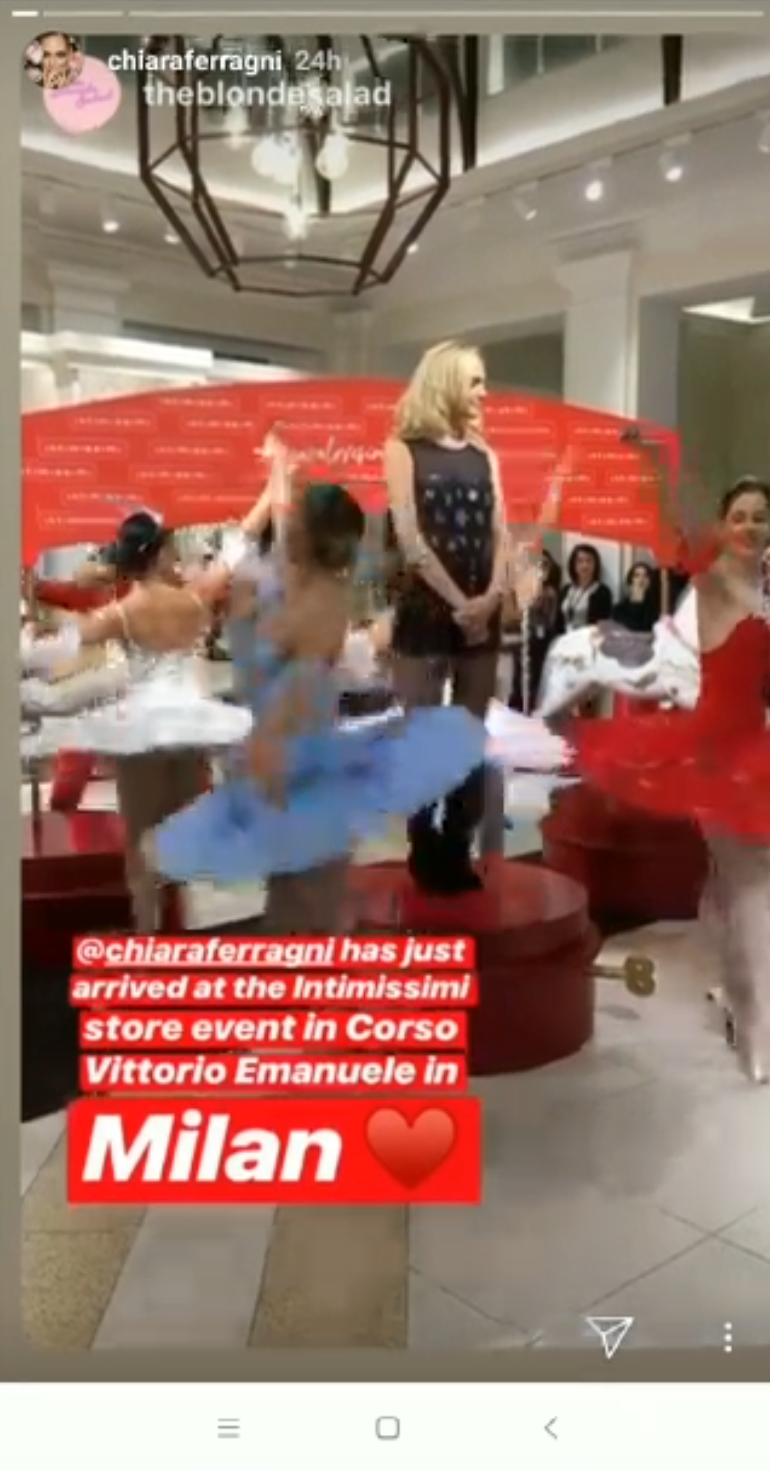 chiaraferragni 24h
theblondesalad
@chiaraferragni has just
arrived at the Intimissimi
store event in Corso
Vittorio Emanuele in
Milan